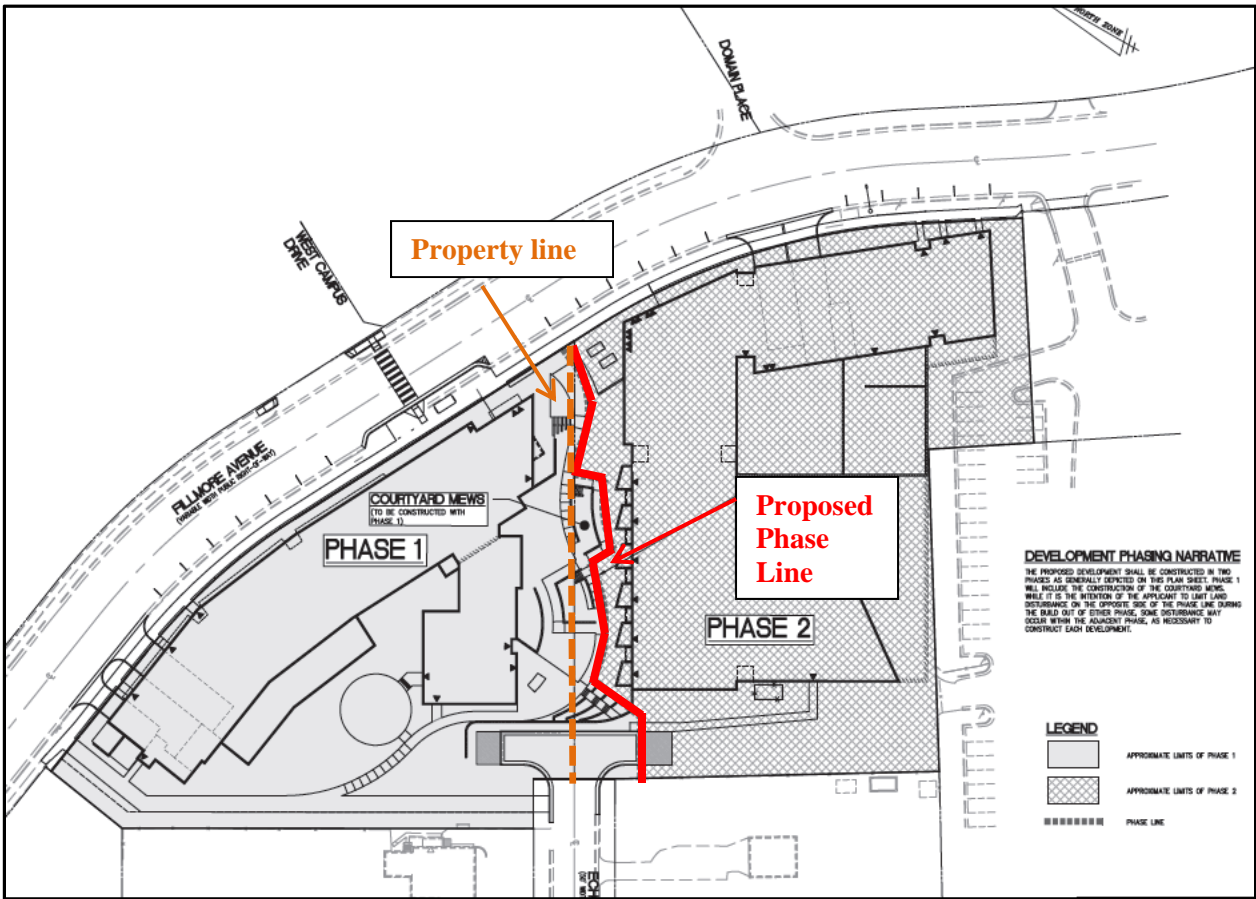 NORTH ZONE
DOMAIN PLACE
WEST CAMPUS
DRIVE
Property line
FILLMORE AVENUE
(VARIABLE WIDTH PUBLIC RIGHT-OF-WAY)
COURTYARD MEWS
(TO BE CONSTRUCTED WITH
PHASE 1)
PHASE 1
Proposed
Phase
Line
PHASE 2
DEVELOPMENT PHASING NARRATIVE
THE PROPOSED DEVELOPMENT SHALL BE CONSTRUCTED IN TWO
PHASES AS GENERALLY DEPICTED ON THIS PLAN SHEET. PHASE 1
WILL INCLUDE THE CONSTRUCTION OF THE COURTYARD MEWS.
WHILE IT IS THE INTENTION OF THE APPLICANT TO LIMIT LAND
DISTURBANCE ON THE OPPOSITE SIDE OF THE PHASE LINE DURING
THE BUILD OUT OF EITHER PHASE, SOME DISTURBANCE MAY
OCCUR WITHIN THE ADJACENT PHASE, AS NECESSARY TO
CONSTRUCT EACH DEVELOPMENT.
LEGEND
APPROXIMATE LIMITS OF PHASE 1
APPROXIMATE LIMITS OF PHASE 2
PHASE LINE